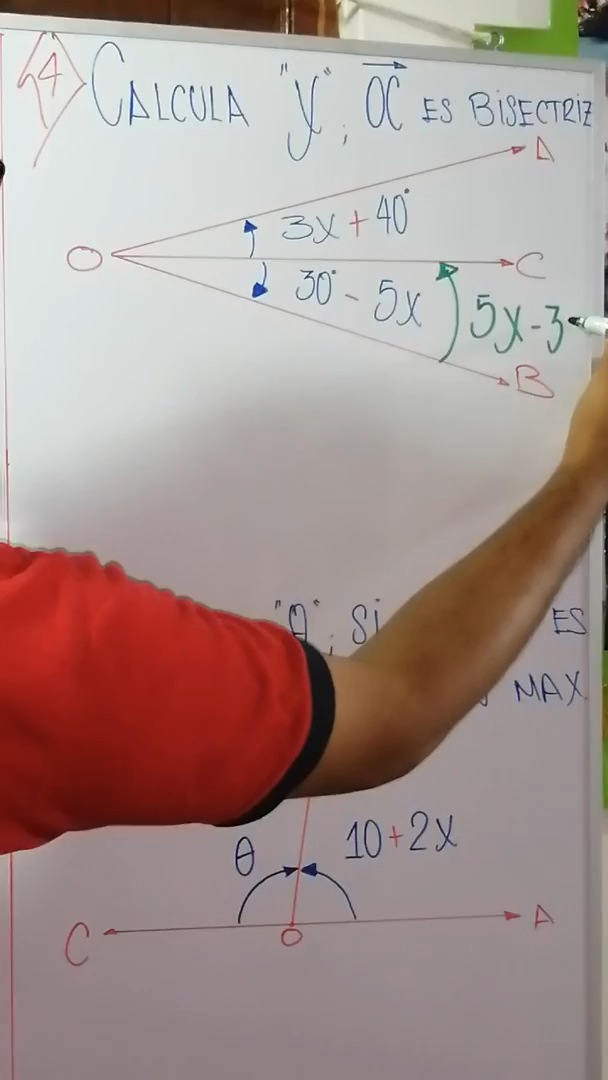 4 CALCULA "y"; OC ES BISECTRIZ
A
3x + 40°
O C
30° - 5x 5x-3
B
"θ", Si ES
MAX
θ 10+2x
C O A